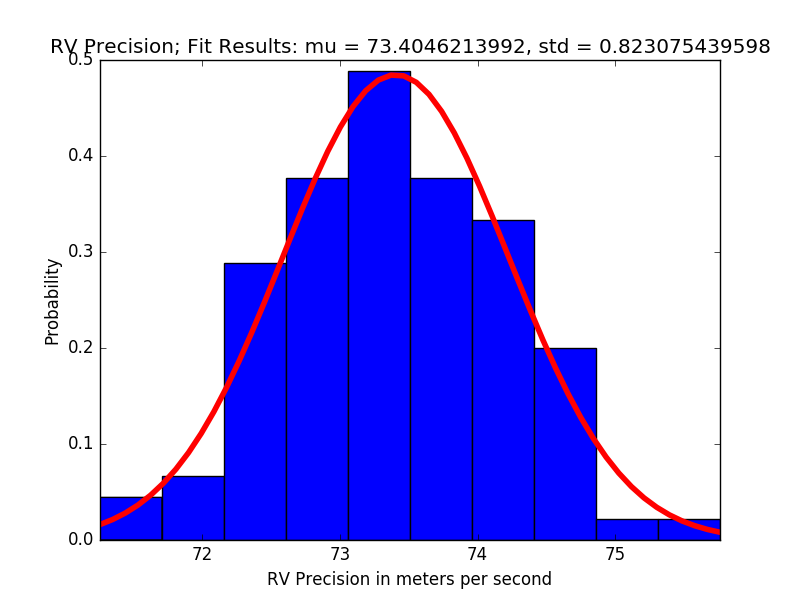 RV Precision; Fit Results: mu = 73.4046213992, std = 0.823075439598
0.5
0.4
0.3
0.2
0.1
0.0
Probability
72 73 74 75
RV Precision in meters per second